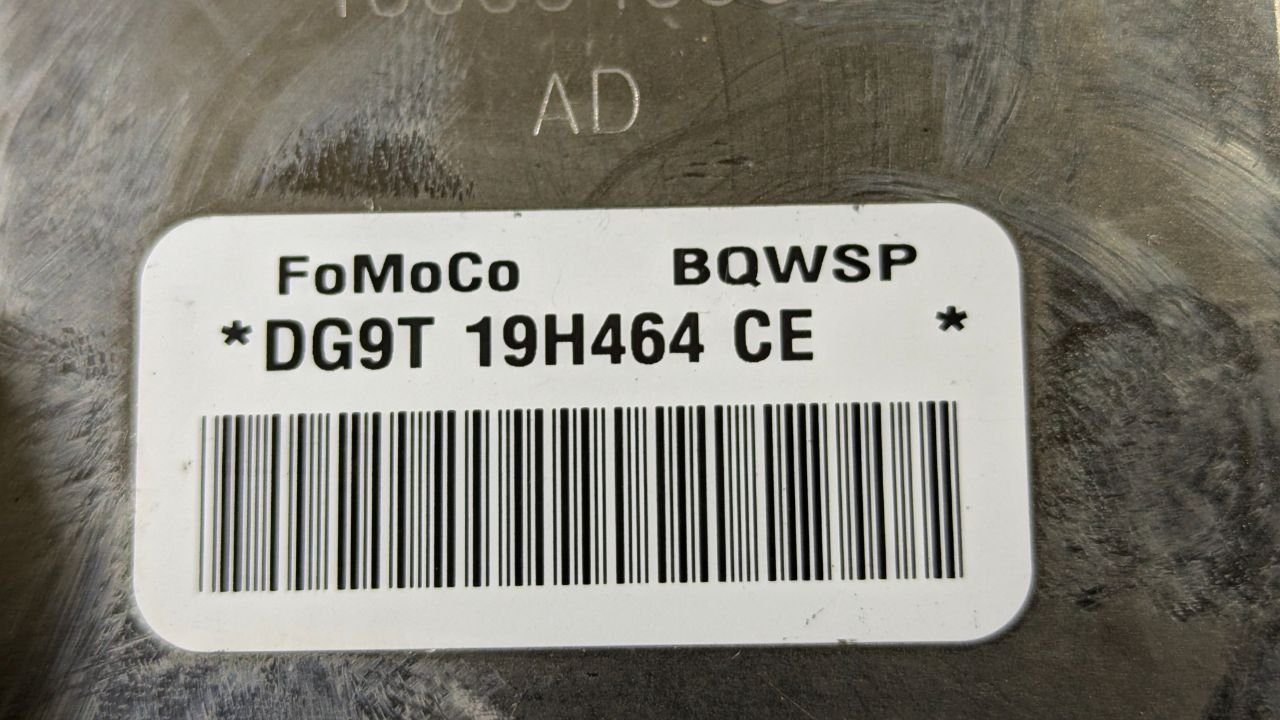 AD
FoMoCo BQWSP
*DG9T 19H464 CE *